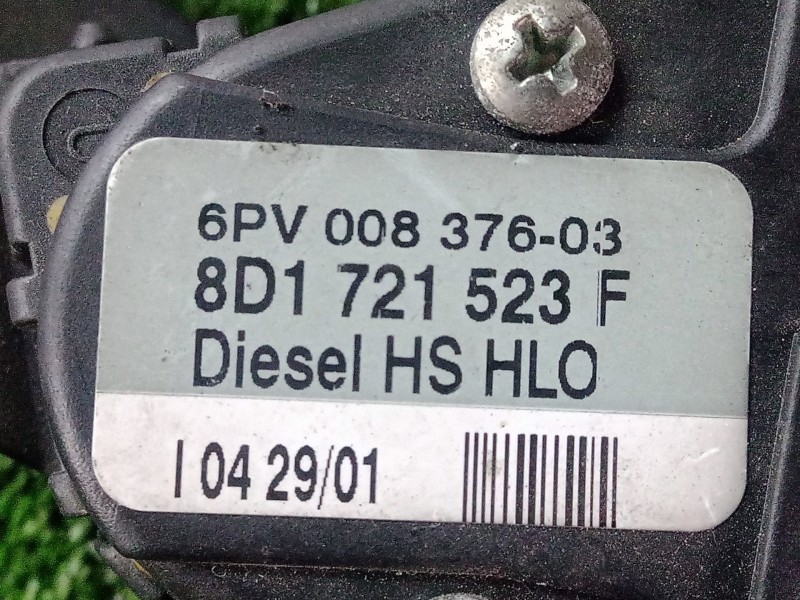 6PV 008 376-03
8D1 721 523 F
Diesel HS HLO
I 04 29/01